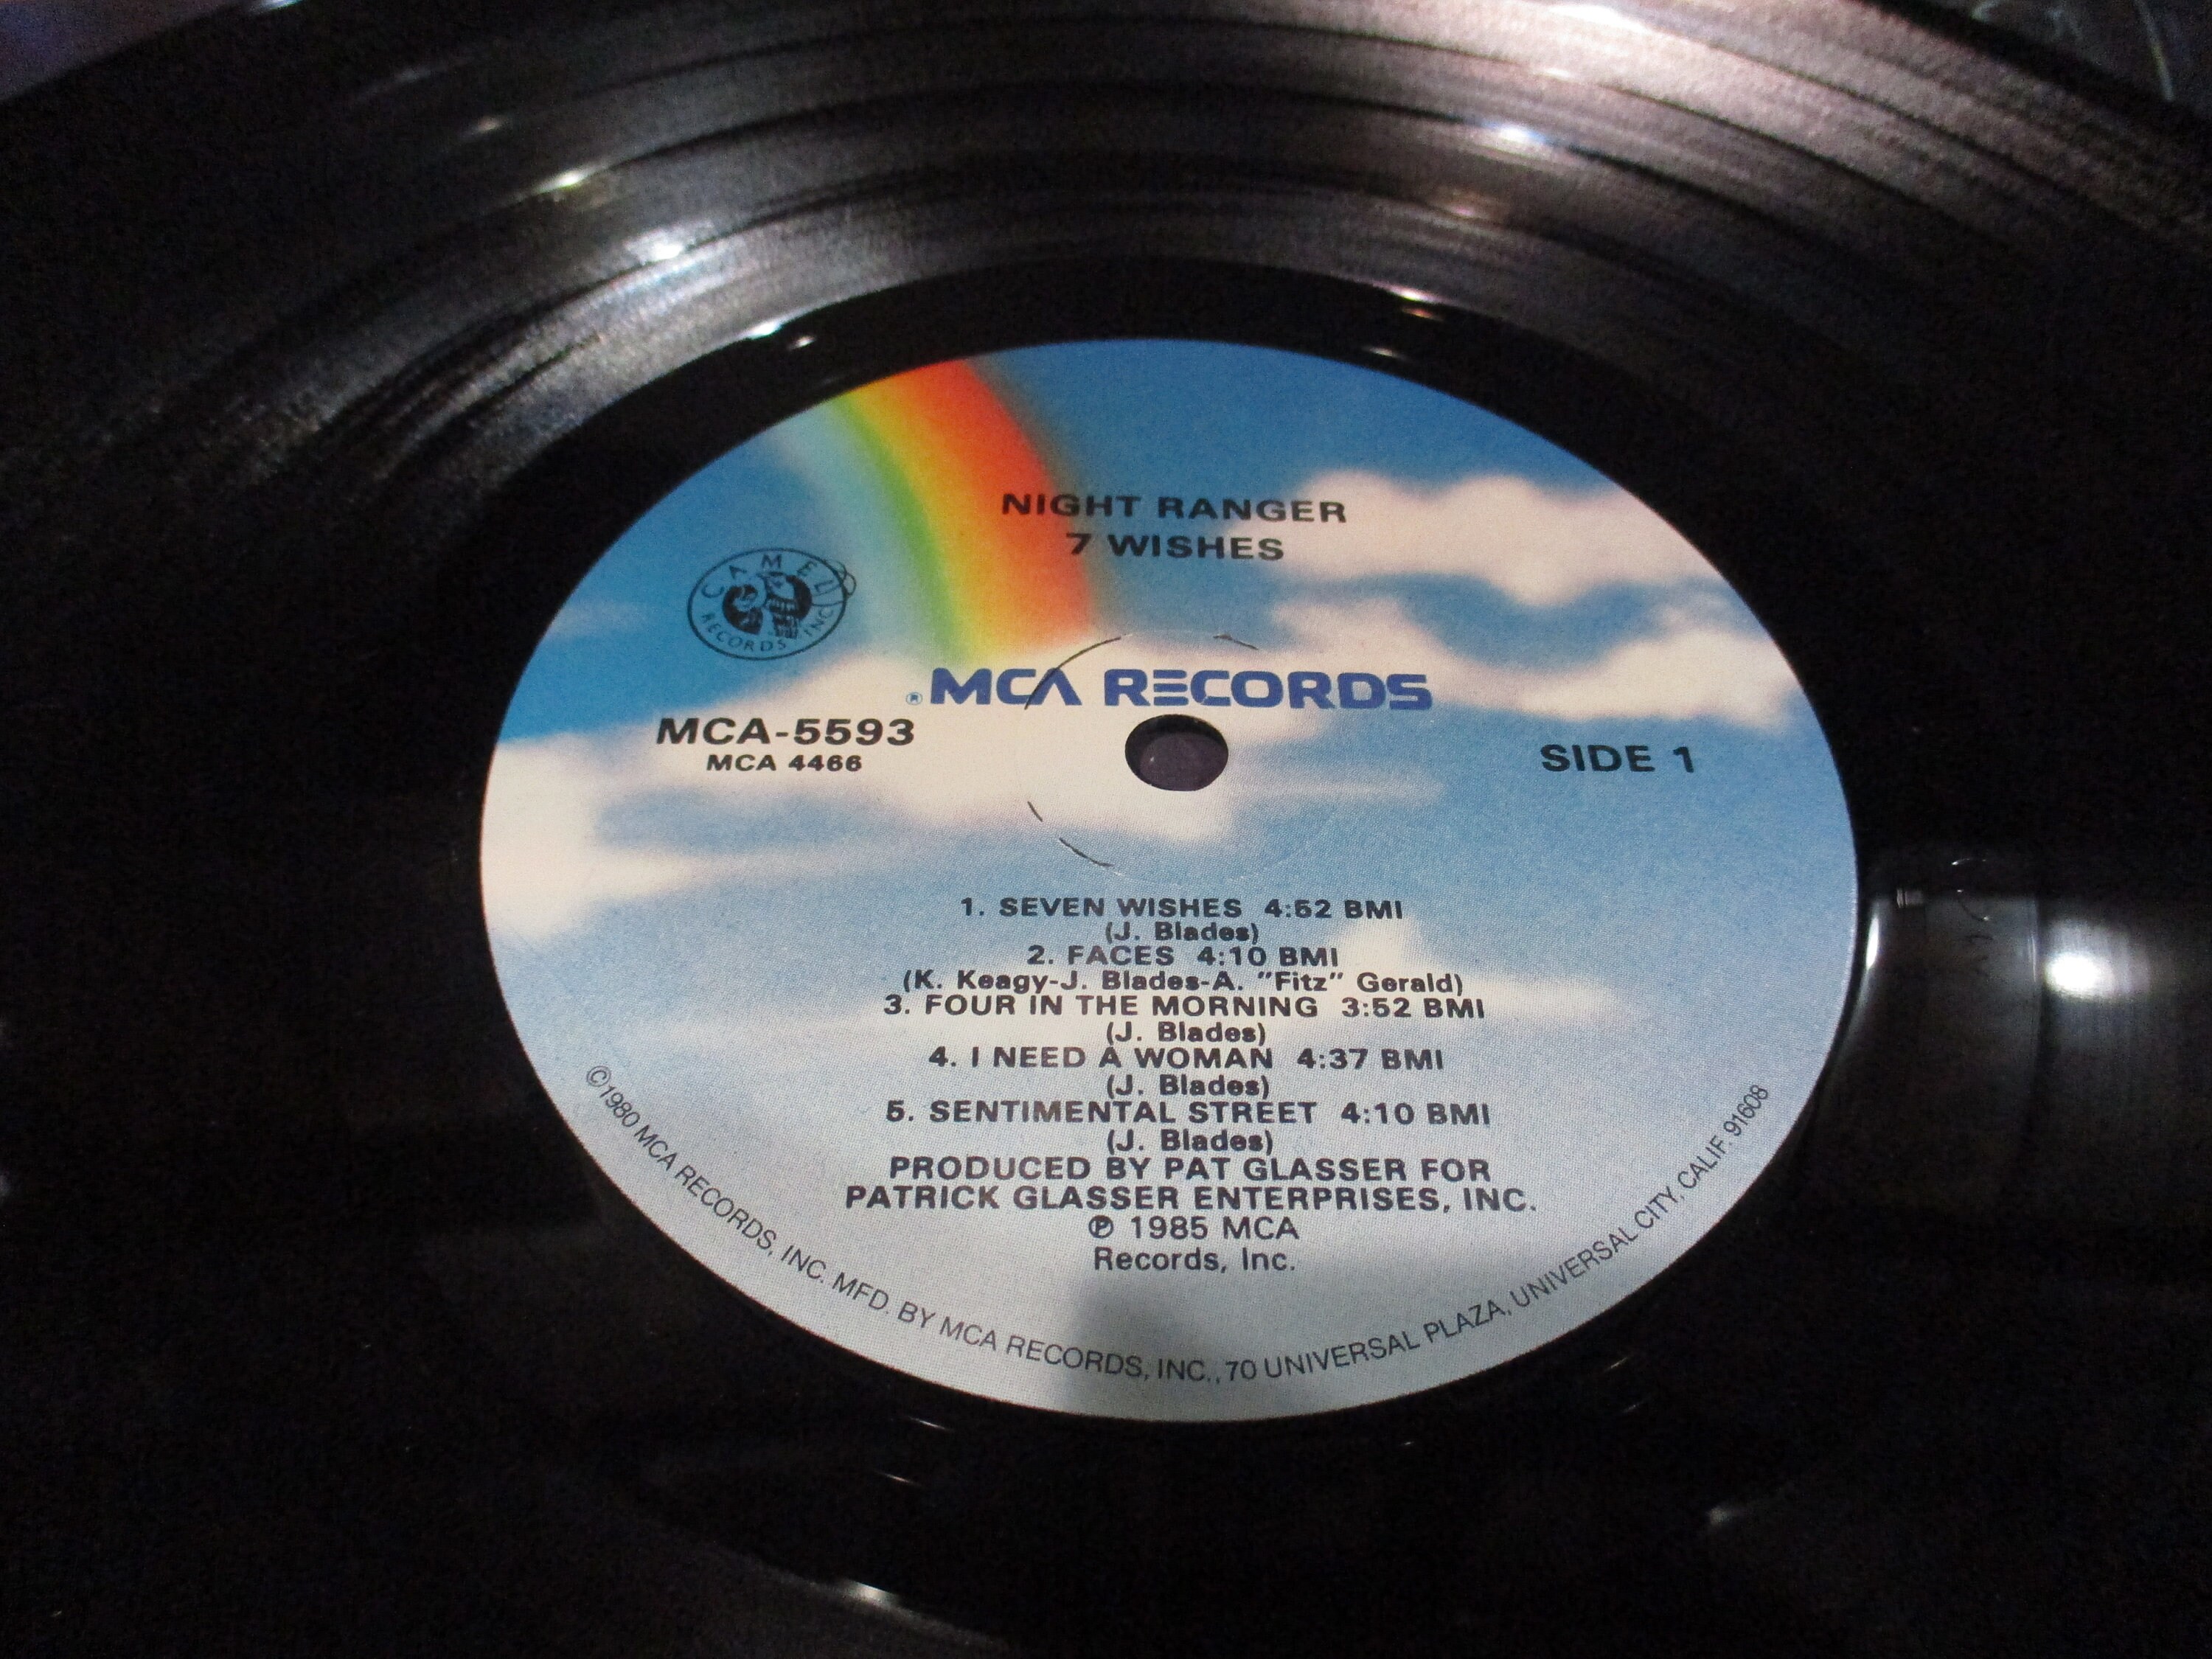 NIGHT RANGER
7 WISHES
CAMEL
RECORDS INC
® MCA RECORDS
MCA-5593
MCA 4466
SIDE 1
1. SEVEN WISHES 4:52 BMI
(J. Blades)
2. FACES 4:10 BMI
(K. Keagy-J. Blades-A. "Fitz" Gerald)
3. FOUR IN THE MORNING 3:52 BMI
(J. Blades)
4. I NEED A WOMAN 4:37 BMI
(J. Blades)
5. SENTIMENTAL STREET 4:10 BMI
(J. Blades)
PRODUCED BY PAT GLASSER FOR
PATRICK GLASSER ENTERPRISES, INC.
℗ 1985 MCA
Records, Inc.
©1980 MCA RECORDS, INC. MFD. BY MCA RECORDS, INC., 70 UNIVERSAL PLAZA, UNIVERSAL CITY, CALIF. 91608